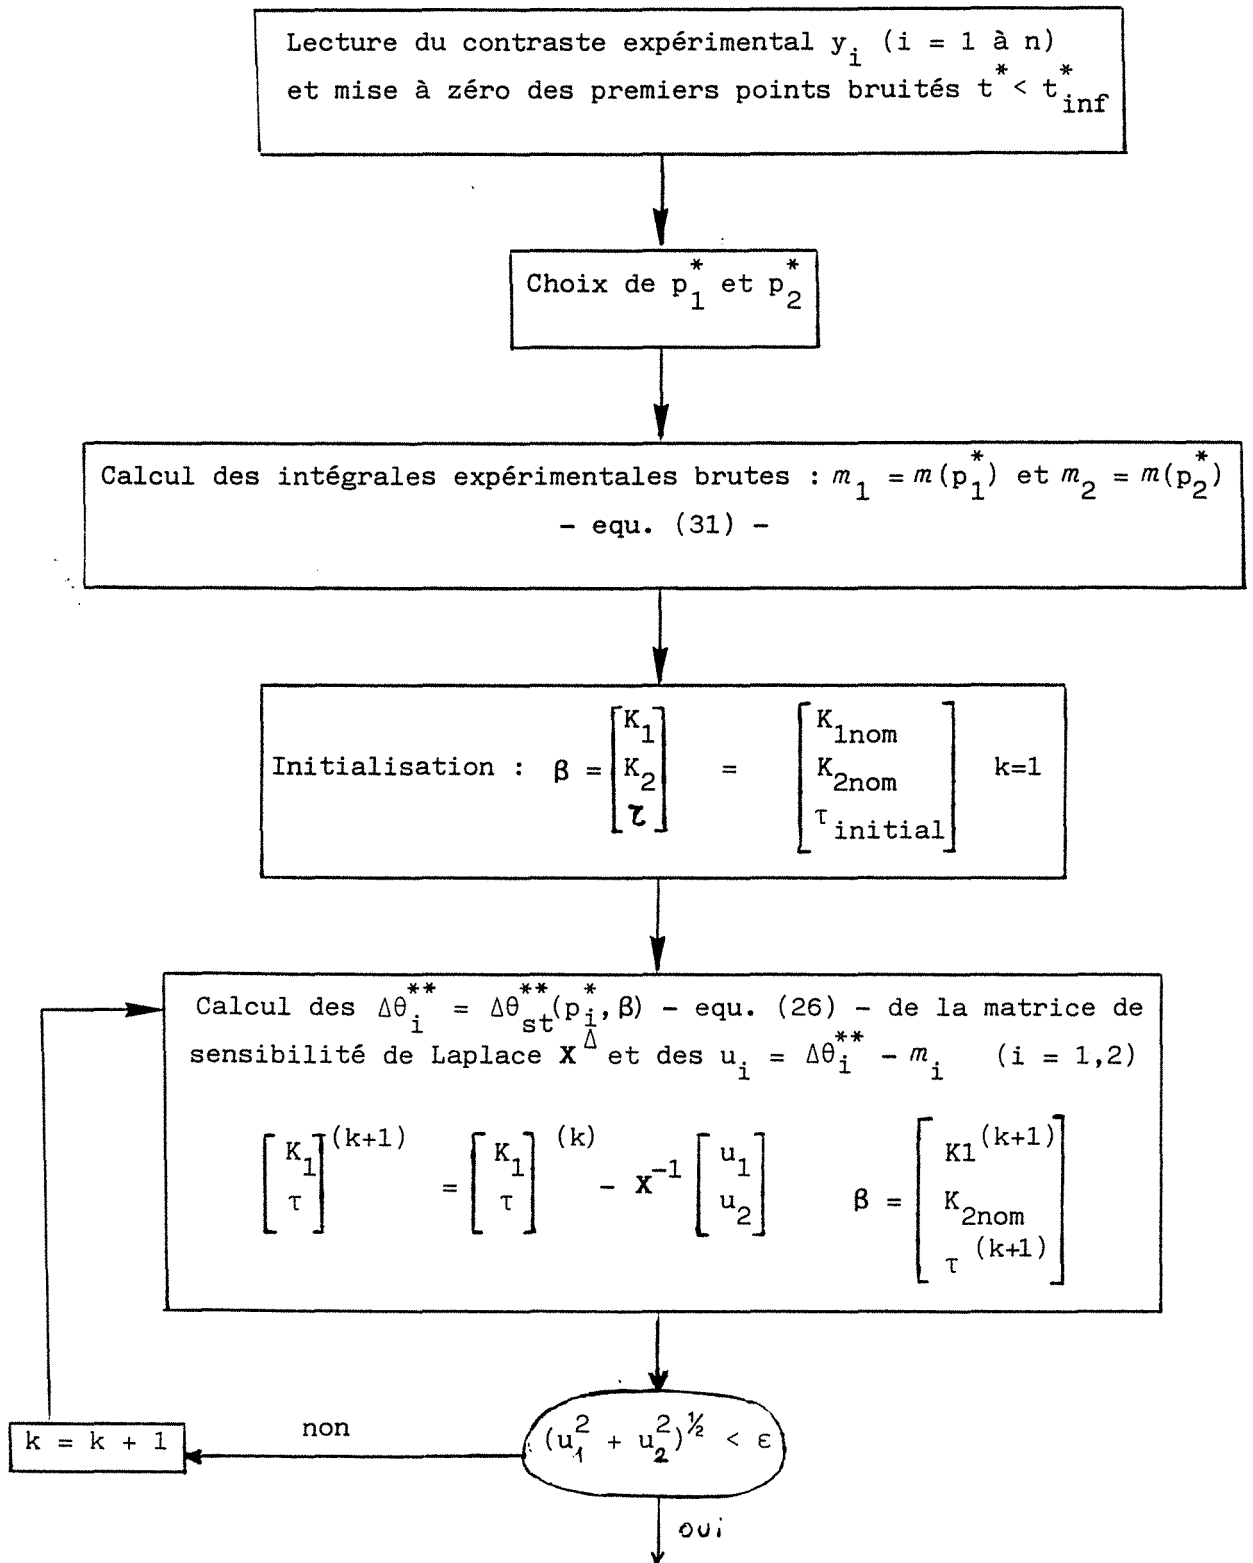 Lecture du contraste expérimental y_i (i = 1 à n)
et mise à zéro des premiers points bruités t* < t*_inf
Choix de p*_1 et p*_2
Calcul des intégrales expérimentales brutes : m_1 = m(p*_1) et m_2 = m(p*_2)
– equ. (31) –
Initialisation : β = [K_1 K_2 τ] = [K_1nom K_2nom τ_initial] k=1
Calcul des Δθ**_i = Δθ**_st(p*_i, β) – equ. (26) – de la matrice de
sensibilité de Laplace X^Δ et des u_i = Δθ**_i – m_i (i = 1,2)
[K_1 τ]^(k+1) = [K_1 τ]^(k) – X^-1 [u_1 u_2] β = [K1^(k+1) K_2nom τ^(k+1)]
(u_1^2 + u_2^2)^½ < ε
non
k = k + 1
oui